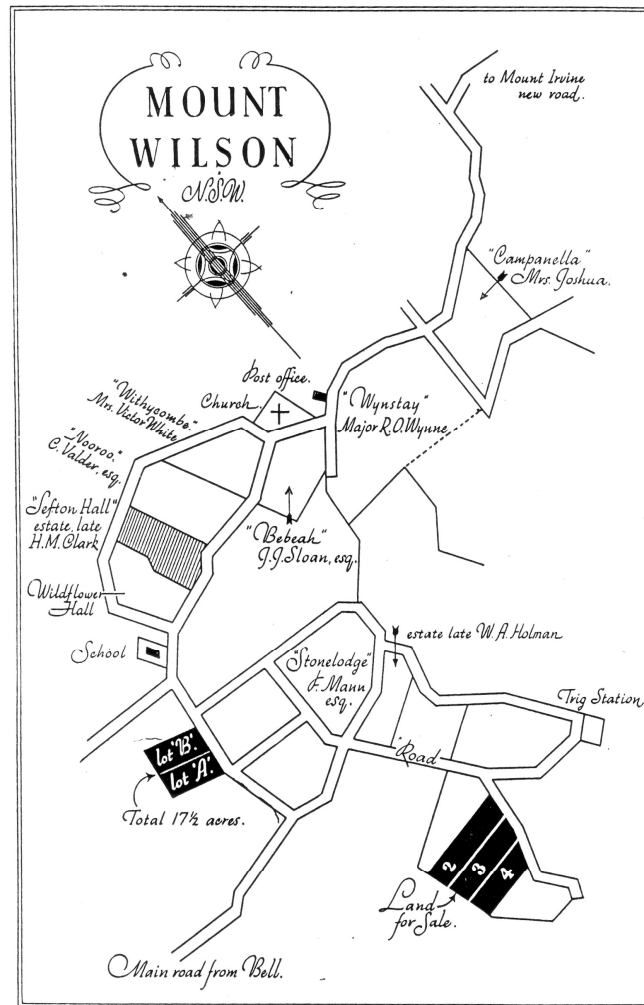 MOUNT
WILSON
N.S.W.
to Mount Irvine
new road.
"Campanella"
Mrs. Joshua.
Post office.
Church.
"Wynstay"
Major R.O. Wynne
"Withycombe."
Mrs. Victor White
"Nooroo."
C. Valder, esq.
"Sefton Hall"
estate, late
H.M. Clark
"Bebeah"
J.J. Sloan, esq.
Wildflower
Hall
School
estate late W.A. Holman
"Stonelodge"
F. Mann
esq.
Trig Station
Road
lot 'B'.
lot 'A'.
Total 17½ acres.
2
3
4
Land
for Sale.
Main road from Bell.